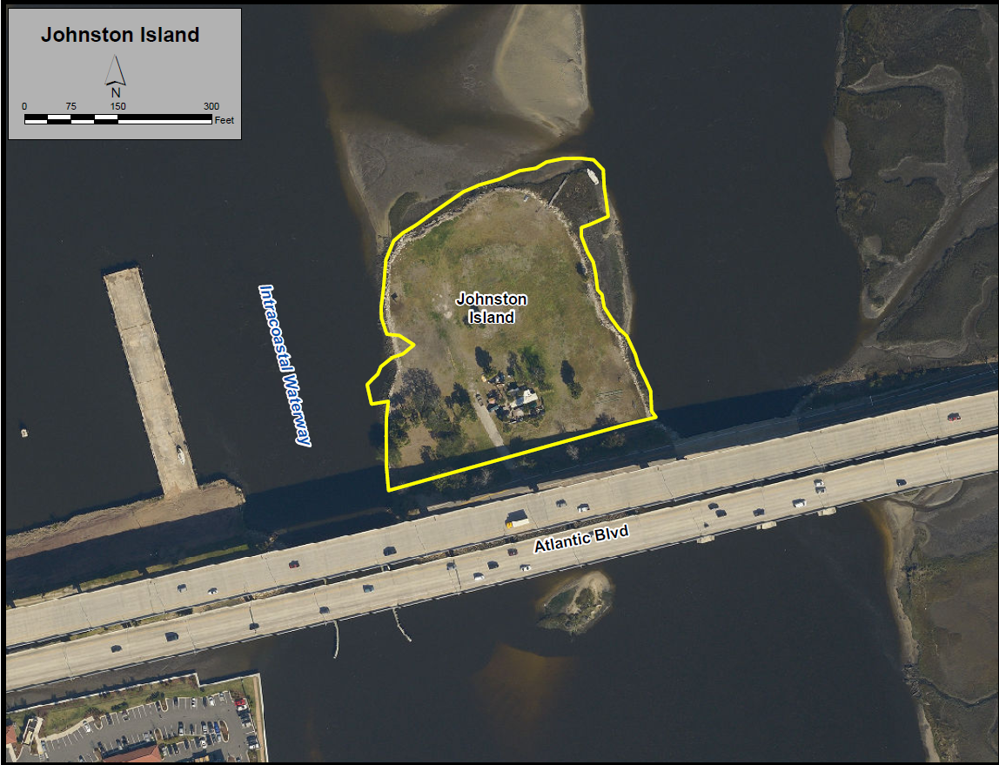 Johnston Island
N
0 75 150 300
Feet
Johnston
Island
Intracoastal Waterway
Atlantic Blvd